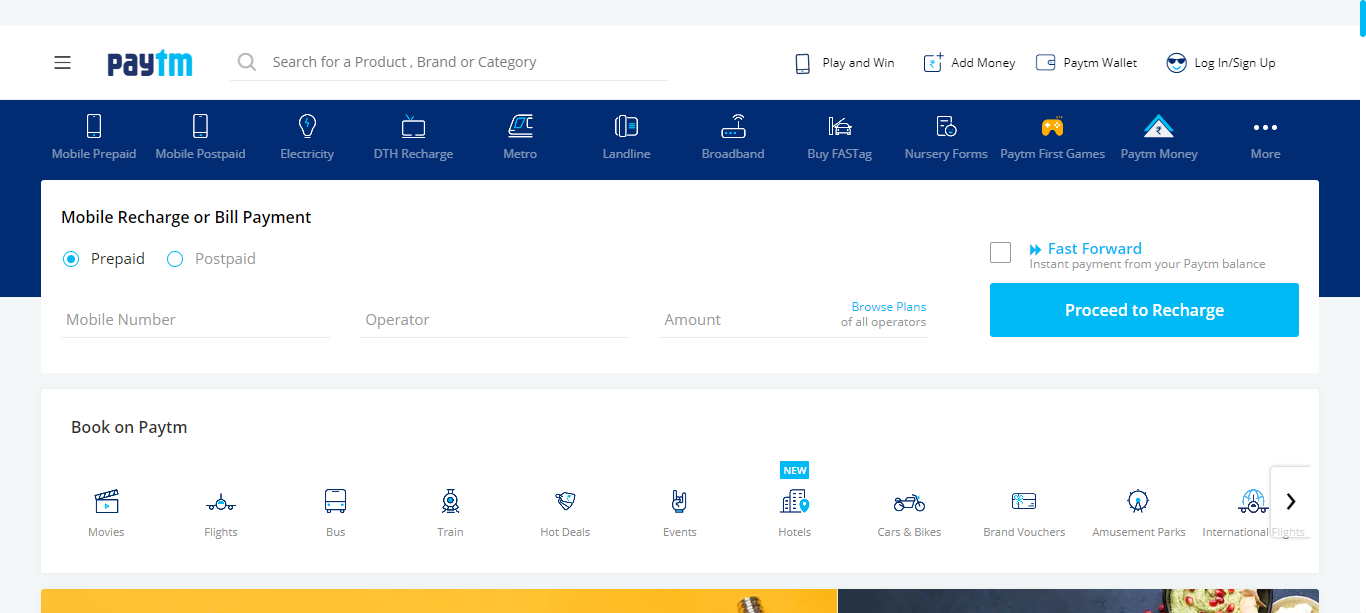 paytm
Search for a Product , Brand or Category
Play and Win
Add Money
Paytm Wallet
Log In/Sign Up
Mobile Prepaid
Mobile Postpaid
Electricity
DTH Recharge
Metro
Landline
Broadband
Buy FASTag
Nursery Forms
Paytm First Games
Paytm Money
More
Mobile Recharge or Bill Payment
Prepaid
Postpaid
Fast Forward
Instant payment from your Paytm balance
Mobile Number
Operator
Amount
Browse Plans
of all operators
Proceed to Recharge
Book on Paytm
NEW
Movies
Flights
Bus
Train
Hot Deals
Events
Hotels
Cars & Bikes
Brand Vouchers
Amusement Parks
International Flights